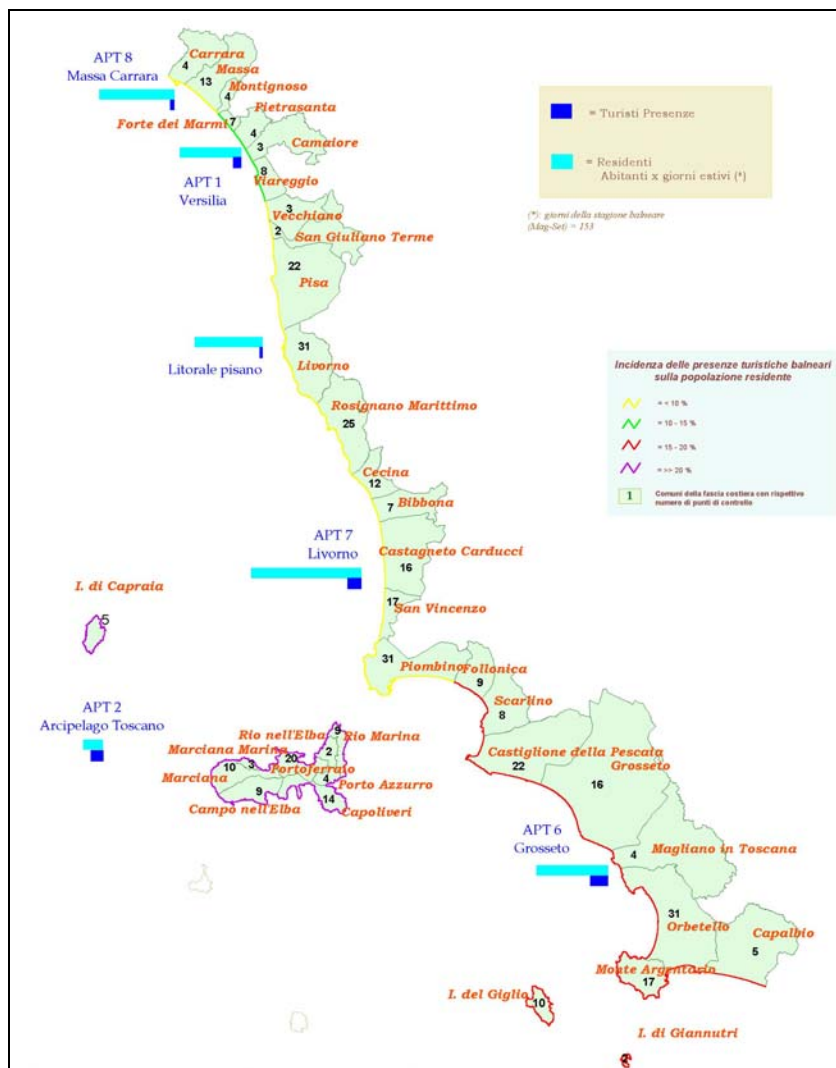 APT 8
Massa Carrara
Carrara
4
Massa
13
Montignoso
4
Pietrasanta
Forte dei Marmi
7
4
Camaiore
3
APT 1
Versilia
8
Viareggio
3
Vecchiano
2
San Giuliano Terme
22
Pisa
= Turisti Presenze
= Residenti
Abitanti x giorni estivi (*)
(*): giorni della stagione balneare
(Mag-Set) = 153
Litorale pisano
31
Livorno
Rosignano Marittimo
25
Cecina
12
Bibbona
7
Incidenza delle presenze turistiche balneari
sulla popolazione residente
= < 10 %
= 10 - 15 %
= 15 - 20 %
= >> 20 %
1
Comuni della fascia costiera con rispettivo
numero di punti di controllo
APT 7
Livorno
Castagneto Carducci
16
17
San Vincenzo
I. di Capraia
5
31
Piombino
Follonica
9
Scarlino
8
APT 2
Arcipelago Toscano
Rio nell'Elba
9
Rio Marina
Marciana Marina
2
10
3
20
Portoferraio
Marciana
4
Porto Azzurro
9
Campo nell'Elba
14
Capoliveri
Castiglione della Pescaia
22
Grosseto
16
APT 6
Grosseto
4
Magliano in Toscana
31
Orbetello
Capalbio
5
Monte Argentario
17
I. del Giglio
10
I. di Giannutri
2